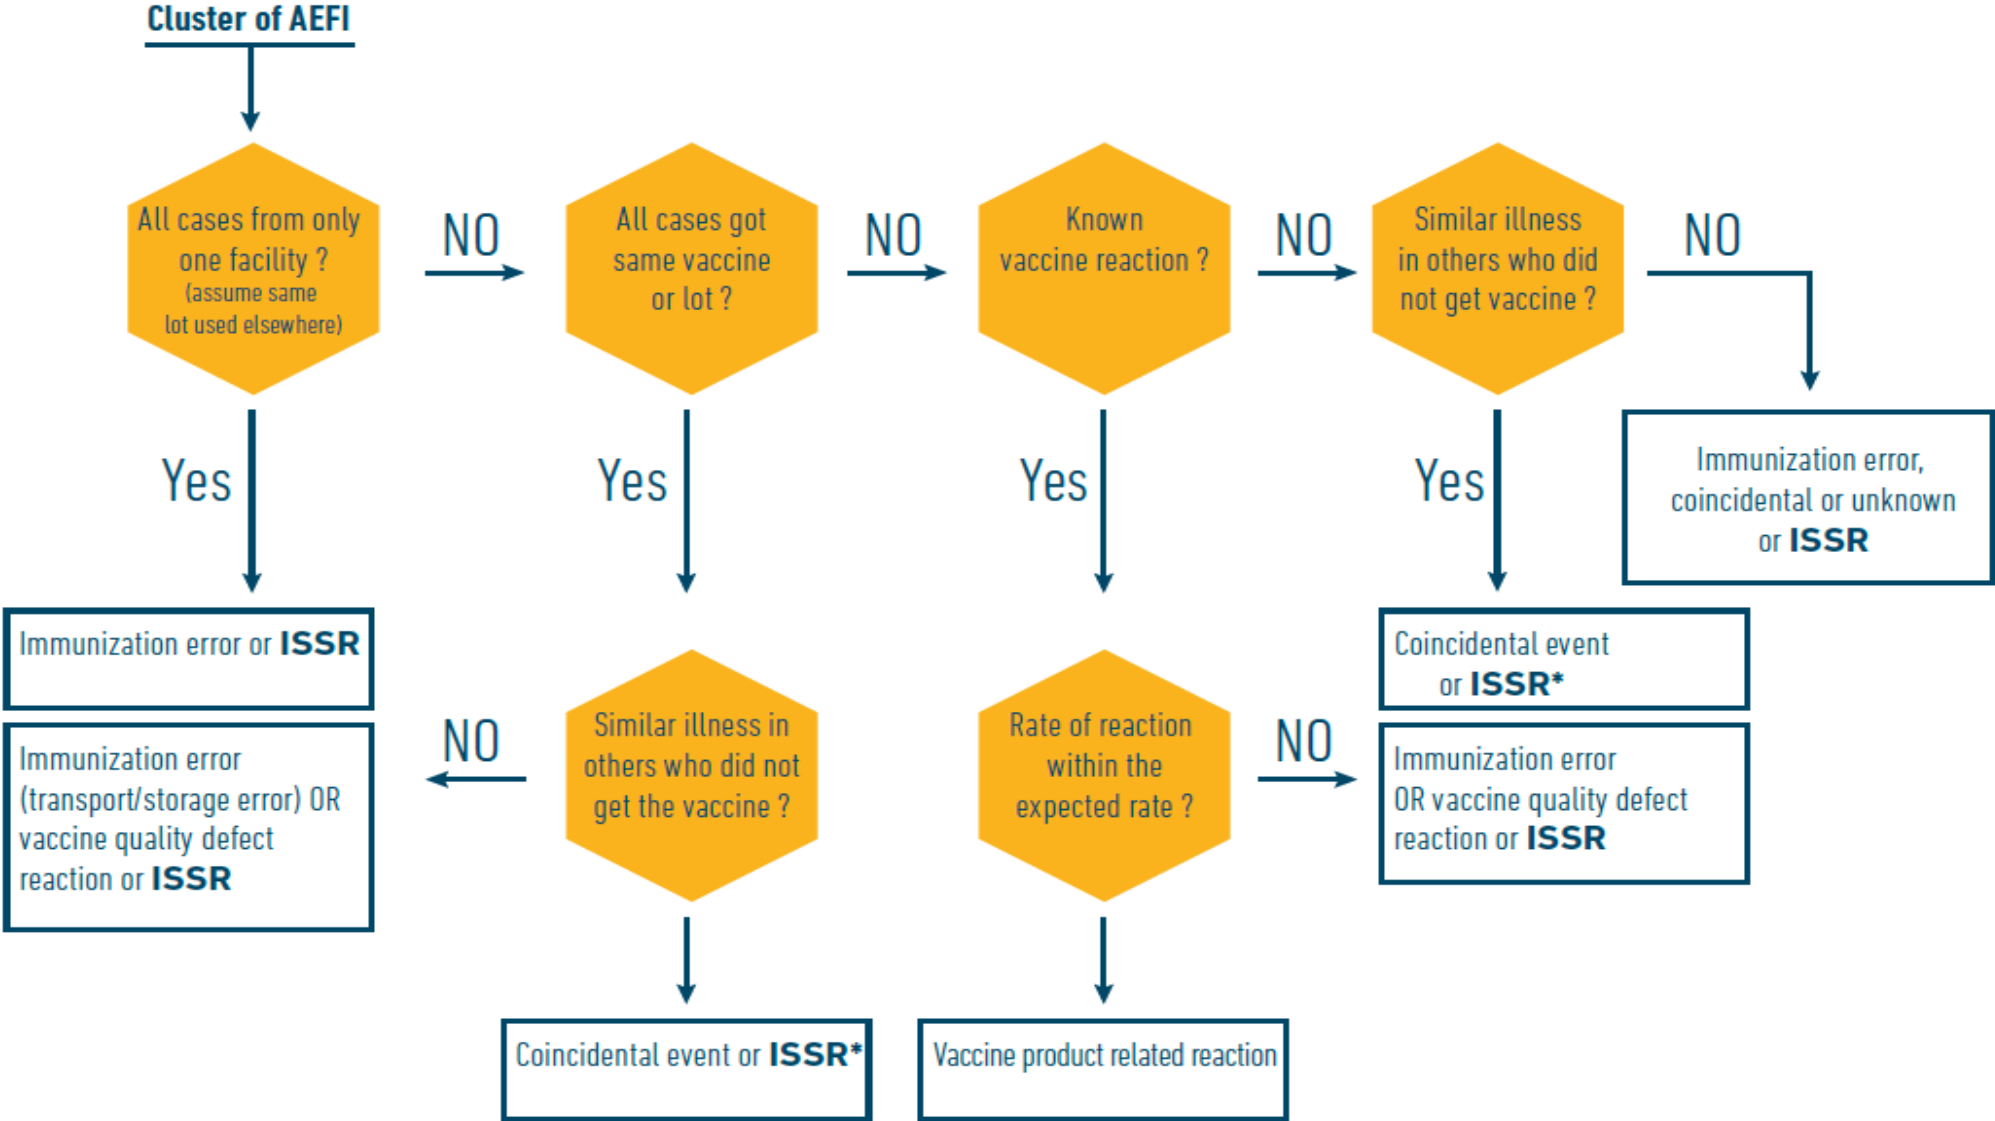 Cluster of AEFI
All cases from only
one facility ?
(assume same
lot used elsewhere)
NO
All cases got
same vaccine
or lot ?
NO
Known
vaccine reaction ?
NO
Similar illness
in others who did
not get vaccine ?
NO
Yes
Yes
Yes
Yes
Immunization error,
coincidental or unknown
or ISSR
Immunization error or ISSR
Coincidental event
or ISSR*
Immunization error
(transport/storage error) OR
vaccine quality defect
reaction or ISSR
NO
Similar illness in
others who did not
get the vaccine ?
Rate of reaction
within the
expected rate ?
NO
Immunization error
OR vaccine quality defect
reaction or ISSR
Coincidental event or ISSR*
Vaccine product related reaction